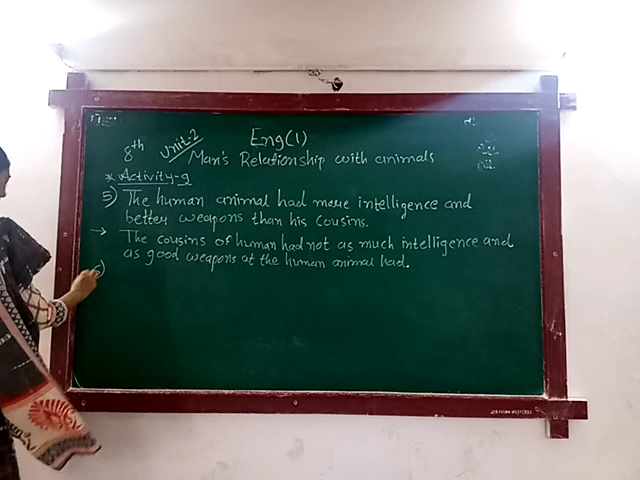 Eng(1)
8th Unit-2
Man's Relationship with animals
* Activity-9
5) The human animal had more intelligence and
better weapons than his cousins.
→ The cousins of human had not as much intelligence and
as good weapons at the human animal had.